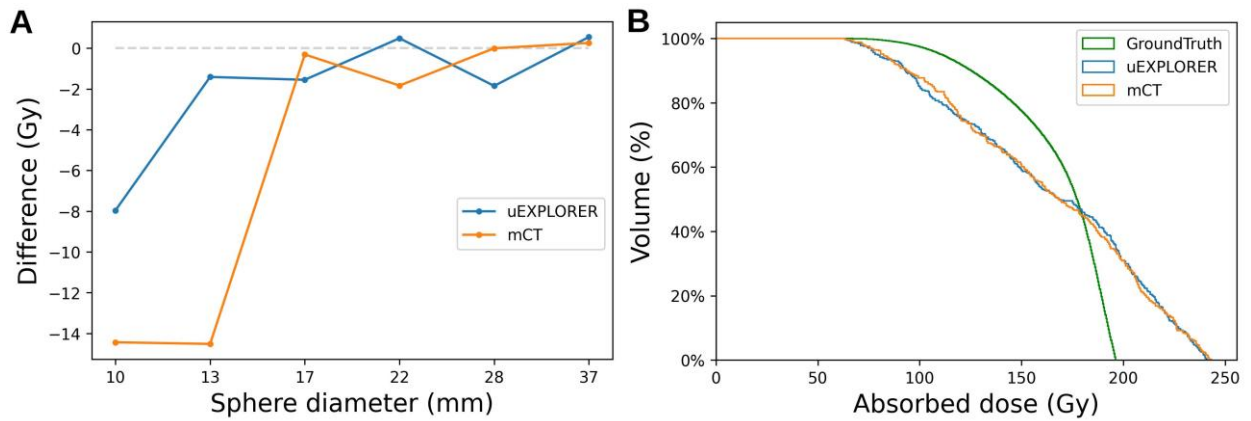 A
Difference (Gy)
0
−2
−4
−6
−8
−10
−12
−14
uEXPLORER
mCT
10 13 17 22 28 37
Sphere diameter (mm)
B
Volume (%)
100%
80%
60%
40%
20%
0%
GroundTruth
uEXPLORER
mCT
0 50 100 150 200 250
Absorbed dose (Gy)